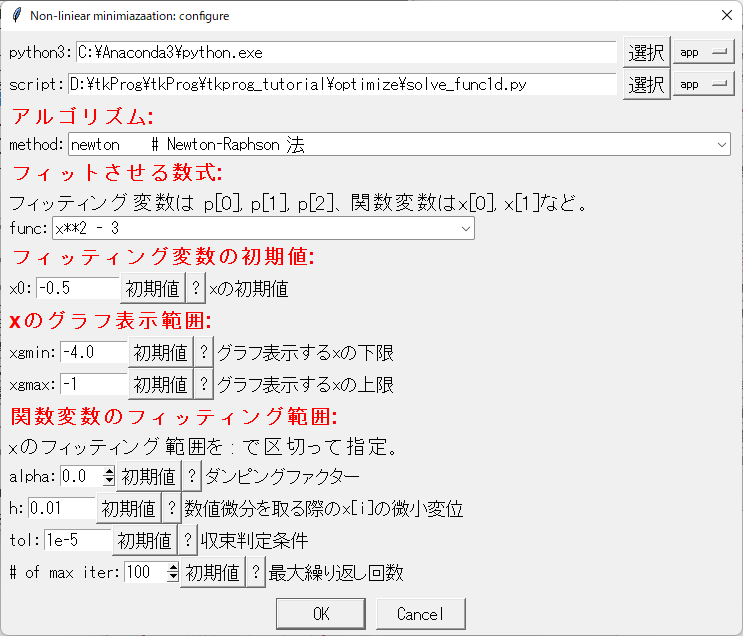 Non-liniear minimiazaation: configure
python3: C:¥Anaconda3¥python.exe 選択 app
script: D:¥tkProg¥tkProg¥tkprog_tutorial¥optimize¥solve_func1d.py 選択 app
アルゴリズム:
method: newton # Newton-Raphson 法
フィットさせる数式:
フィッティング変数は p[0], p[1], p[2]、関数変数はx[0], x[1]など。
func: x**2 - 3
フィッティング変数の初期値:
x0: -0.5 初期値 ? xの初期値
xのグラフ表示範囲:
xgmin: -4.0 初期値 ? グラフ表示するxの下限
xgmax: -1 初期値 ? グラフ表示するxの上限
関数変数のフィッティング範囲:
xのフィッティング範囲を : で区切って指定。
alpha: 0.0 初期値 ? ダンピングファクター
h: 0.01 初期値 ? 数値微分を取る際のx[i]の微小変位
tol: 1e-5 初期値 ? 収束判定条件
# of max iter: 100 初期値 ? 最大繰り返し回数
OK Cancel